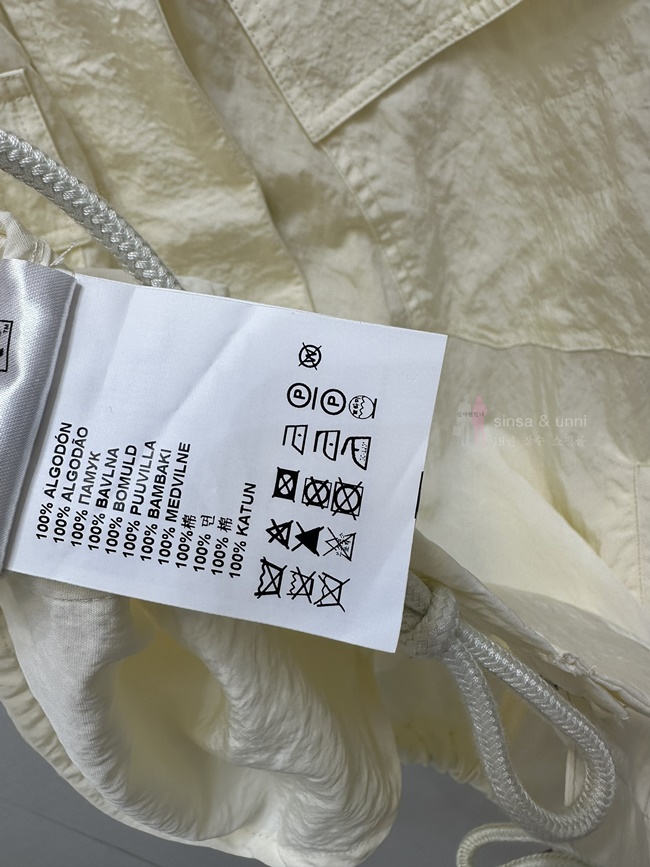 100% ALGODÓN
100% ALGODÃO
100% ПАМУК
100% BAVLNA
100% BOMULD
100% PUUVILLA
100% BAMBAKI
100% MEDVILNE
100%棉
100% 면
100% 棉
100% KATUN
P P
sinsa & unni